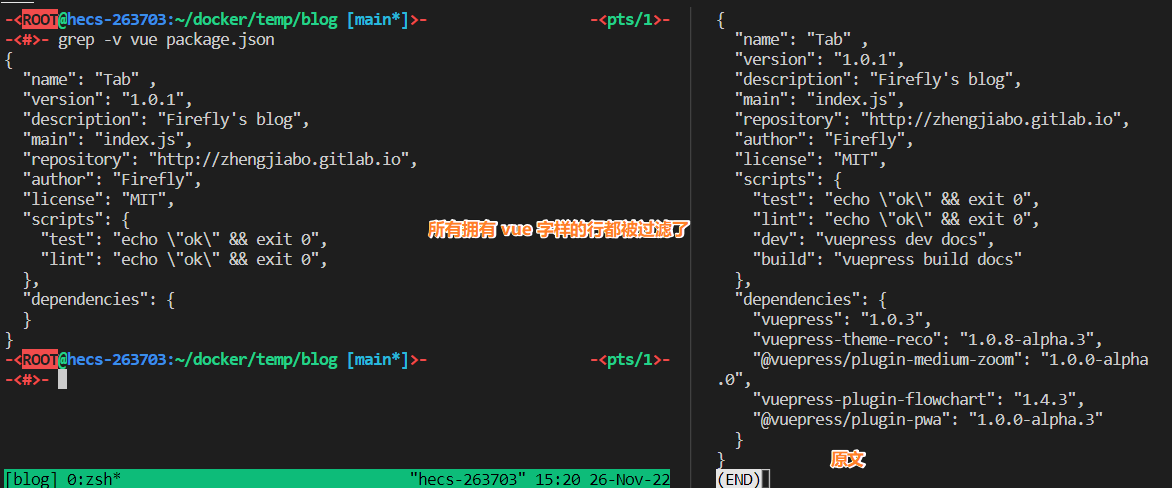 -<ROOT@hecs-263703:~/docker/temp/blog [main*]>- -<pts/1>-
-<#>- grep -v vue package.json
{
  "name": "Tab" ,
  "version": "1.0.1",
  "description": "Firefly's blog",
  "main": "index.js",
  "repository": "http://zhengjiabo.gitlab.io",
  "author": "Firefly",
  "license": "MIT",
  "scripts": {
    "test": "echo \"ok\" && exit 0",
    "lint": "echo \"ok\" && exit 0",
  },
  "dependencies": {
  }
}
-<ROOT@hecs-263703:~/docker/temp/blog [main*]>- -<pts/1>-
-<#>-
[blog] 0:zsh* "hecs-263703" 15:20 26-Nov-22
所有拥有 vue 字样的行都被过滤了
{
  "name": "Tab" ,
  "version": "1.0.1",
  "description": "Firefly's blog",
  "main": "index.js",
  "repository": "http://zhengjiabo.gitlab.io",
  "author": "Firefly",
  "license": "MIT",
  "scripts": {
    "test": "echo \"ok\" && exit 0",
    "lint": "echo \"ok\" && exit 0",
    "dev": "vuepress dev docs",
    "build": "vuepress build docs"
  },
  "dependencies": {
    "vuepress": "1.0.3",
    "vuepress-theme-reco": "1.0.8-alpha.3",
    "@vuepress/plugin-medium-zoom": "1.0.0-alpha
.0",
    "vuepress-plugin-flowchart": "1.4.3",
    "@vuepress/plugin-pwa": "1.0.0-alpha.3"
  }
}
原文
(END)